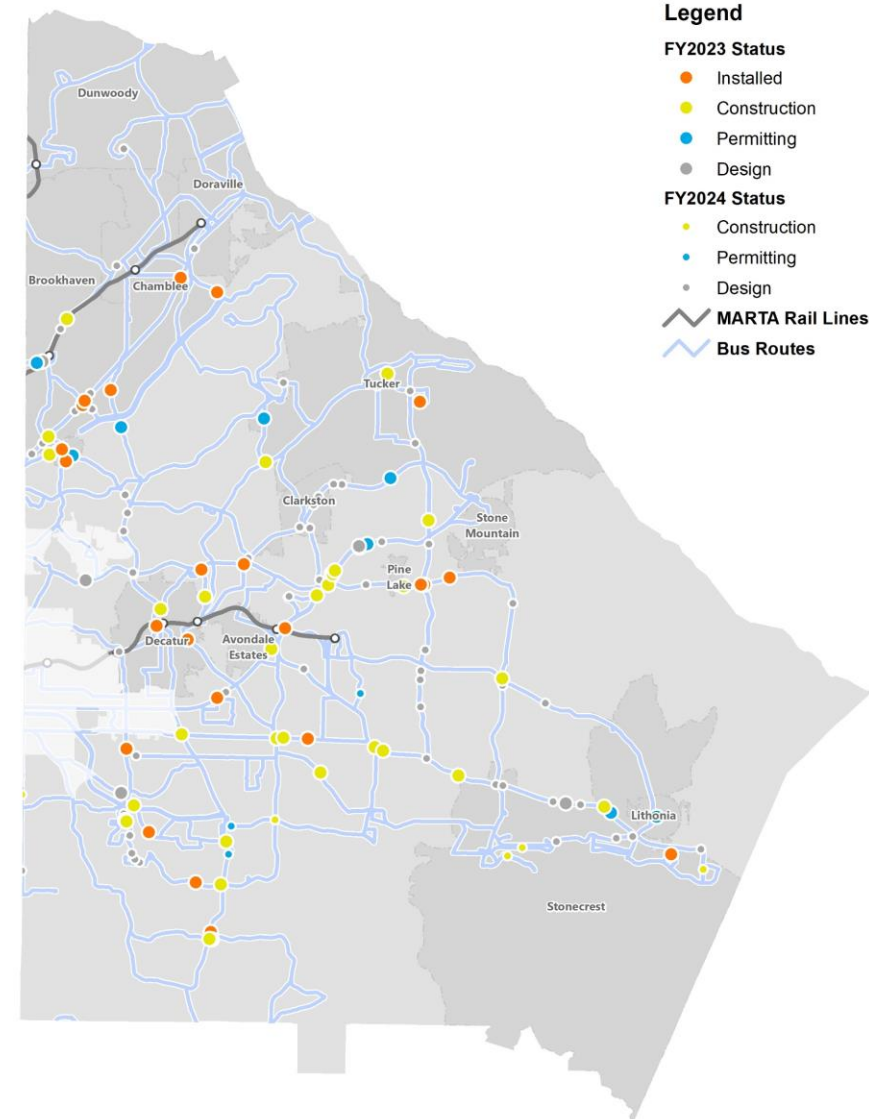 Legend
FY2023 Status
Installed
Construction
Permitting
Design
FY2024 Status
Construction
Permitting
Design
MARTA Rail Lines
Bus Routes
Dunwoody
Doraville
Brookhaven
Chamblee
Tucker
Clarkston
Stone
Mountain
Pine
Lake
Decatur
Avondale
Estates
Lithonia
Stonecrest